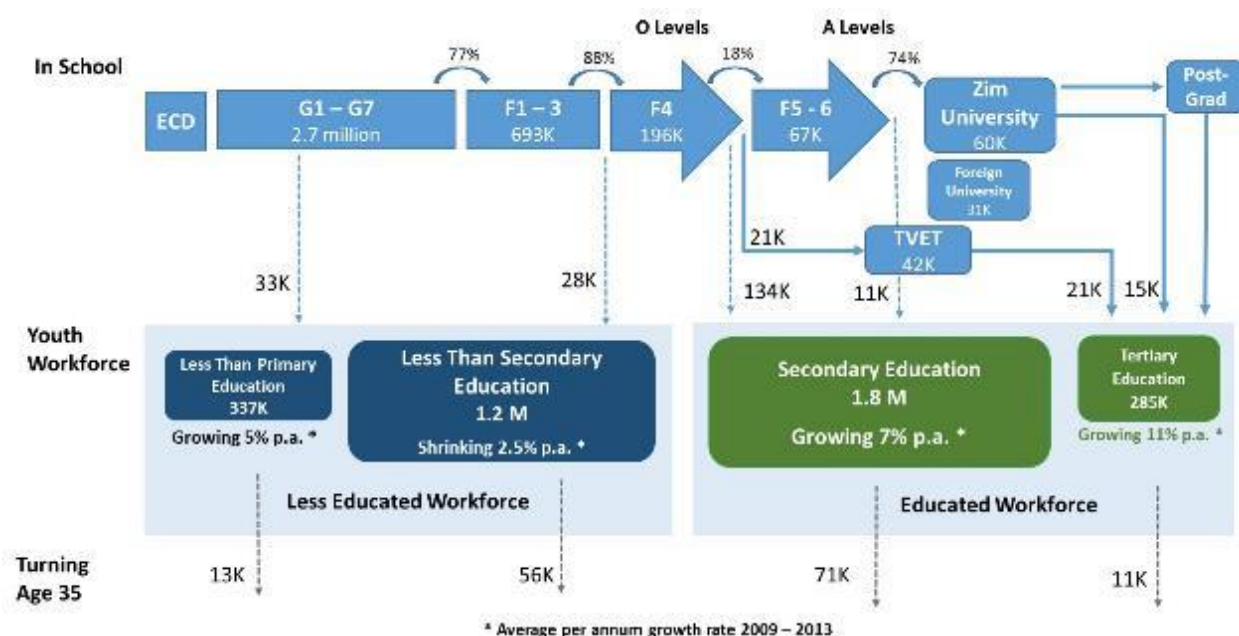 O Levels
A Levels
In School
77%
88%
18%
74%
ECD
G1 – G7
2.7 million
F1 – 3
693K
F4
196K
F5 - 6
67K
Zim
University
60K
Post-
Grad
Foreign
University
31K
TVET
42K
21K
33K
28K
134K
11K
21K
15K
Youth
Workforce
Less Than Primary
Education
337K
Growing 5% p.a. *
Less Than Secondary
Education
1.2 M
Shrinking 2.5% p.a. *
Less Educated Workforce
Secondary Education
1.8 M
Growing 7% p.a. *
Tertiary
Education
285K
Growing 11% p.a. *
Educated Workforce
Turning
Age 35
13K
56K
71K
11K
* Average per annum growth rate 2009 – 2013